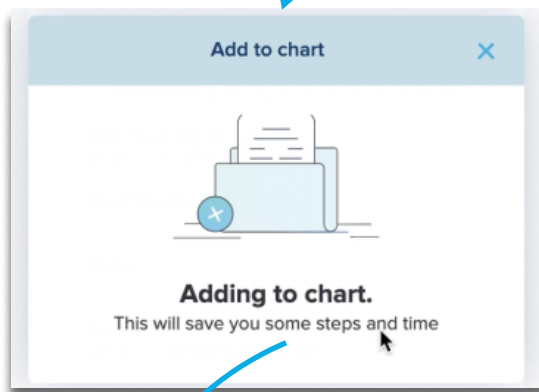 Add to chart
Adding to chart.
This will save you some steps and time